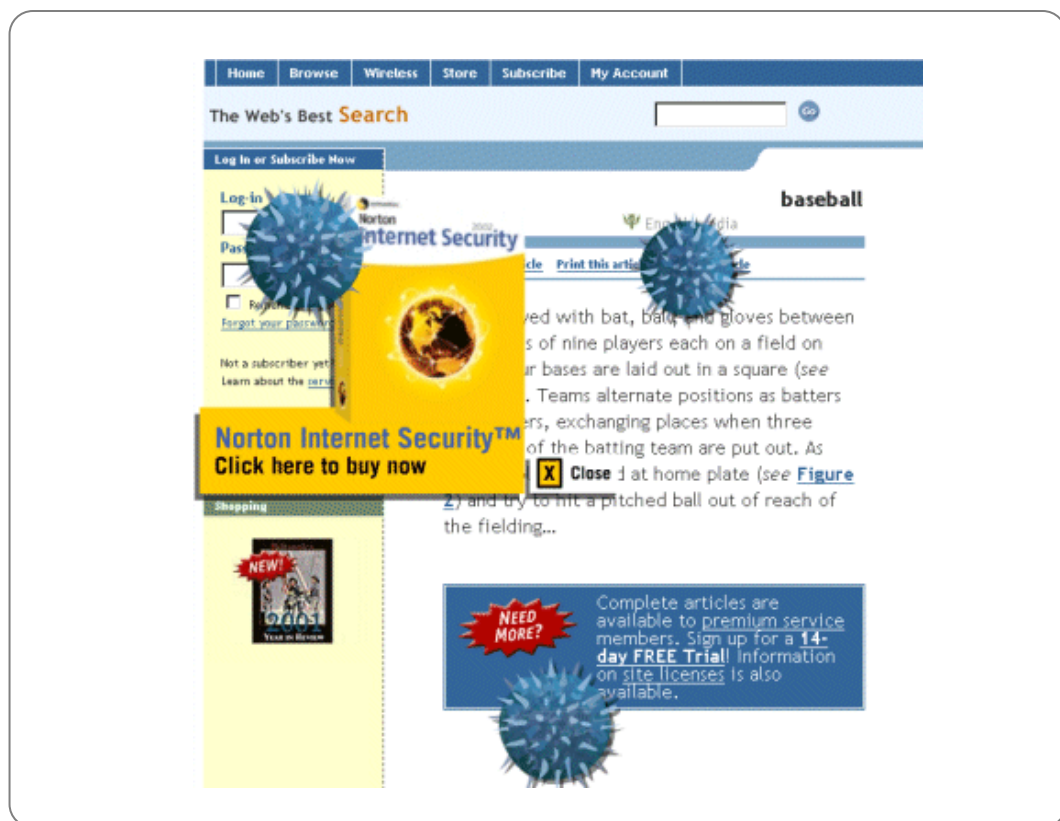 Home Browse Wireless Store Subscribe My Account
The Web's Best Search
Go
Log In or Subscribe Now
Log-in
baseball
Norton
2002
Internet Security
Print this
Forgot your
Not a subscriber yet
Learn about the
with bat, and gloves between
of nine players each on a field on
bases are laid out in a square (see
Teams alternate positions as batters
exchanging places when three
of the batting team are put out. As
at home plate (see Figure
2) and try to hit a pitched ball out of reach of
the fielding...
Norton Internet Security™
Click here to buy now
X Close
Shopping
NEW!
2001
YEAR IN REVIEW
NEED
MORE?
Complete articles are
available to premium service
members. Sign up for a 14-
day FREE Trial! Information
on site licenses is also
available.